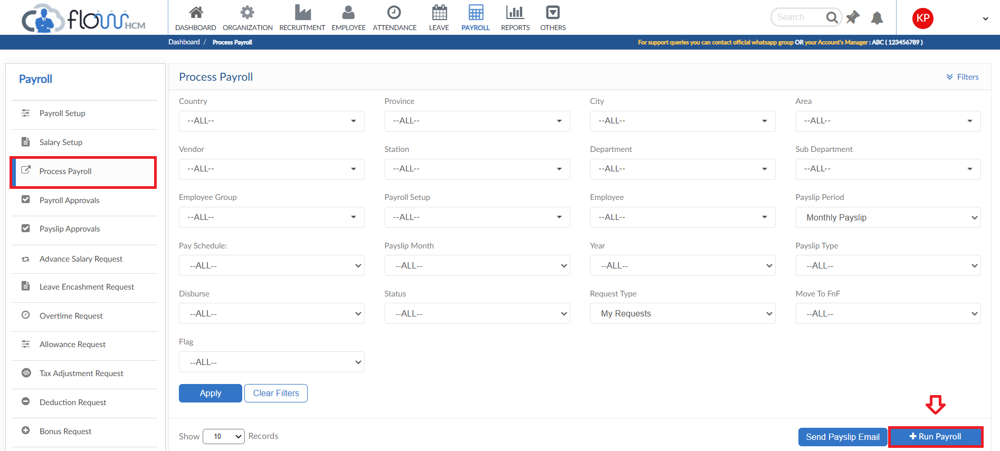 flow HCM
DASHBOARD ORGANIZATION RECRUITMENT EMPLOYEE ATTENDANCE LEAVE PAYROLL REPORTS OTHERS
Search
KP
Dashboard / Process Payroll
For support queries you can contact official whatsapp group OR your Account's Manager : ABC ( 123456789 )
Payroll
Payroll Setup
Salary Setup
Process Payroll
Payroll Approvals
Payslip Approvals
Advance Salary Request
Leave Encashment Request
Overtime Request
Allowance Request
Tax Adjustment Request
Deduction Request
Bonus Request
Process Payroll
Filters
Country Province City Area
--ALL-- --ALL-- --ALL-- --ALL--
Vendor Station Department Sub Department
--ALL-- --ALL-- --ALL-- --ALL--
Employee Group Payroll Setup Employee Payslip Period
--ALL-- --ALL-- --ALL-- Monthly Payslip
Pay Schedule: Payslip Month Year Payslip Type
--ALL-- --ALL-- --ALL-- --ALL--
Disburse Status Request Type Move To FnF
--ALL-- --ALL-- My Requests --ALL--
Flag
--ALL--
Apply Clear Filters
Show 10 Records
Send Payslip Email
+ Run Payroll